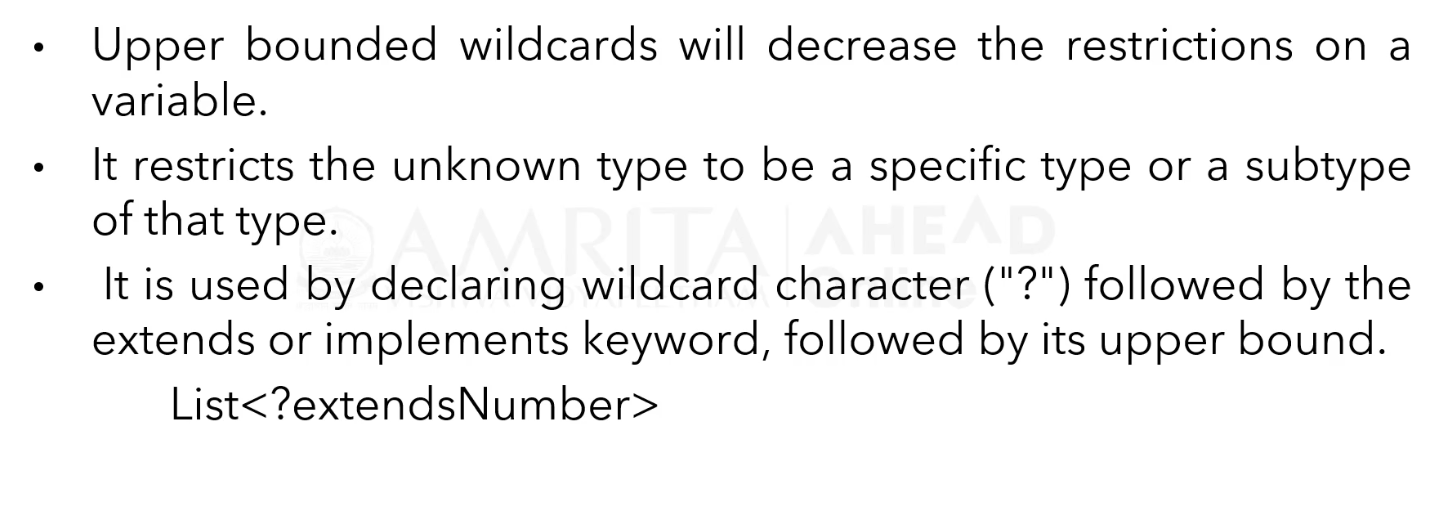 • Upper bounded wildcards will decrease the restrictions on a
variable.
• It restricts the unknown type to be a specific type or a subtype
of that type.
AMRITA AHEAD
Online
• It is used by declaring wildcard character ("?") followed by the
extends or implements keyword, followed by its upper bound.
List<?extendsNumber>